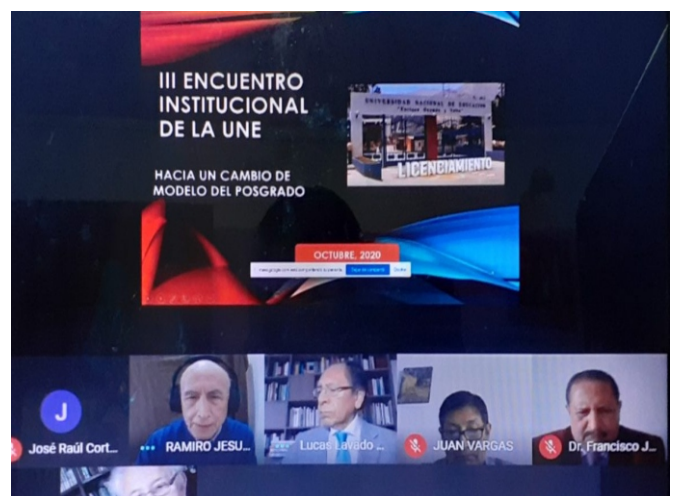 III ENCUENTRO
INSTITUCIONAL
DE LA UNE
HACIA UN CAMBIO DE
MODELO DEL POSGRADO
UNIVERSIDAD NACIONAL DE EDUCACION
LICENCIAMIENTO
OCTUBRE, 2020
J
José Raúl Cort...
RAMIRO JESU...
Lucas Lavado ...
JUAN VARGAS
Dr. Francisco J...